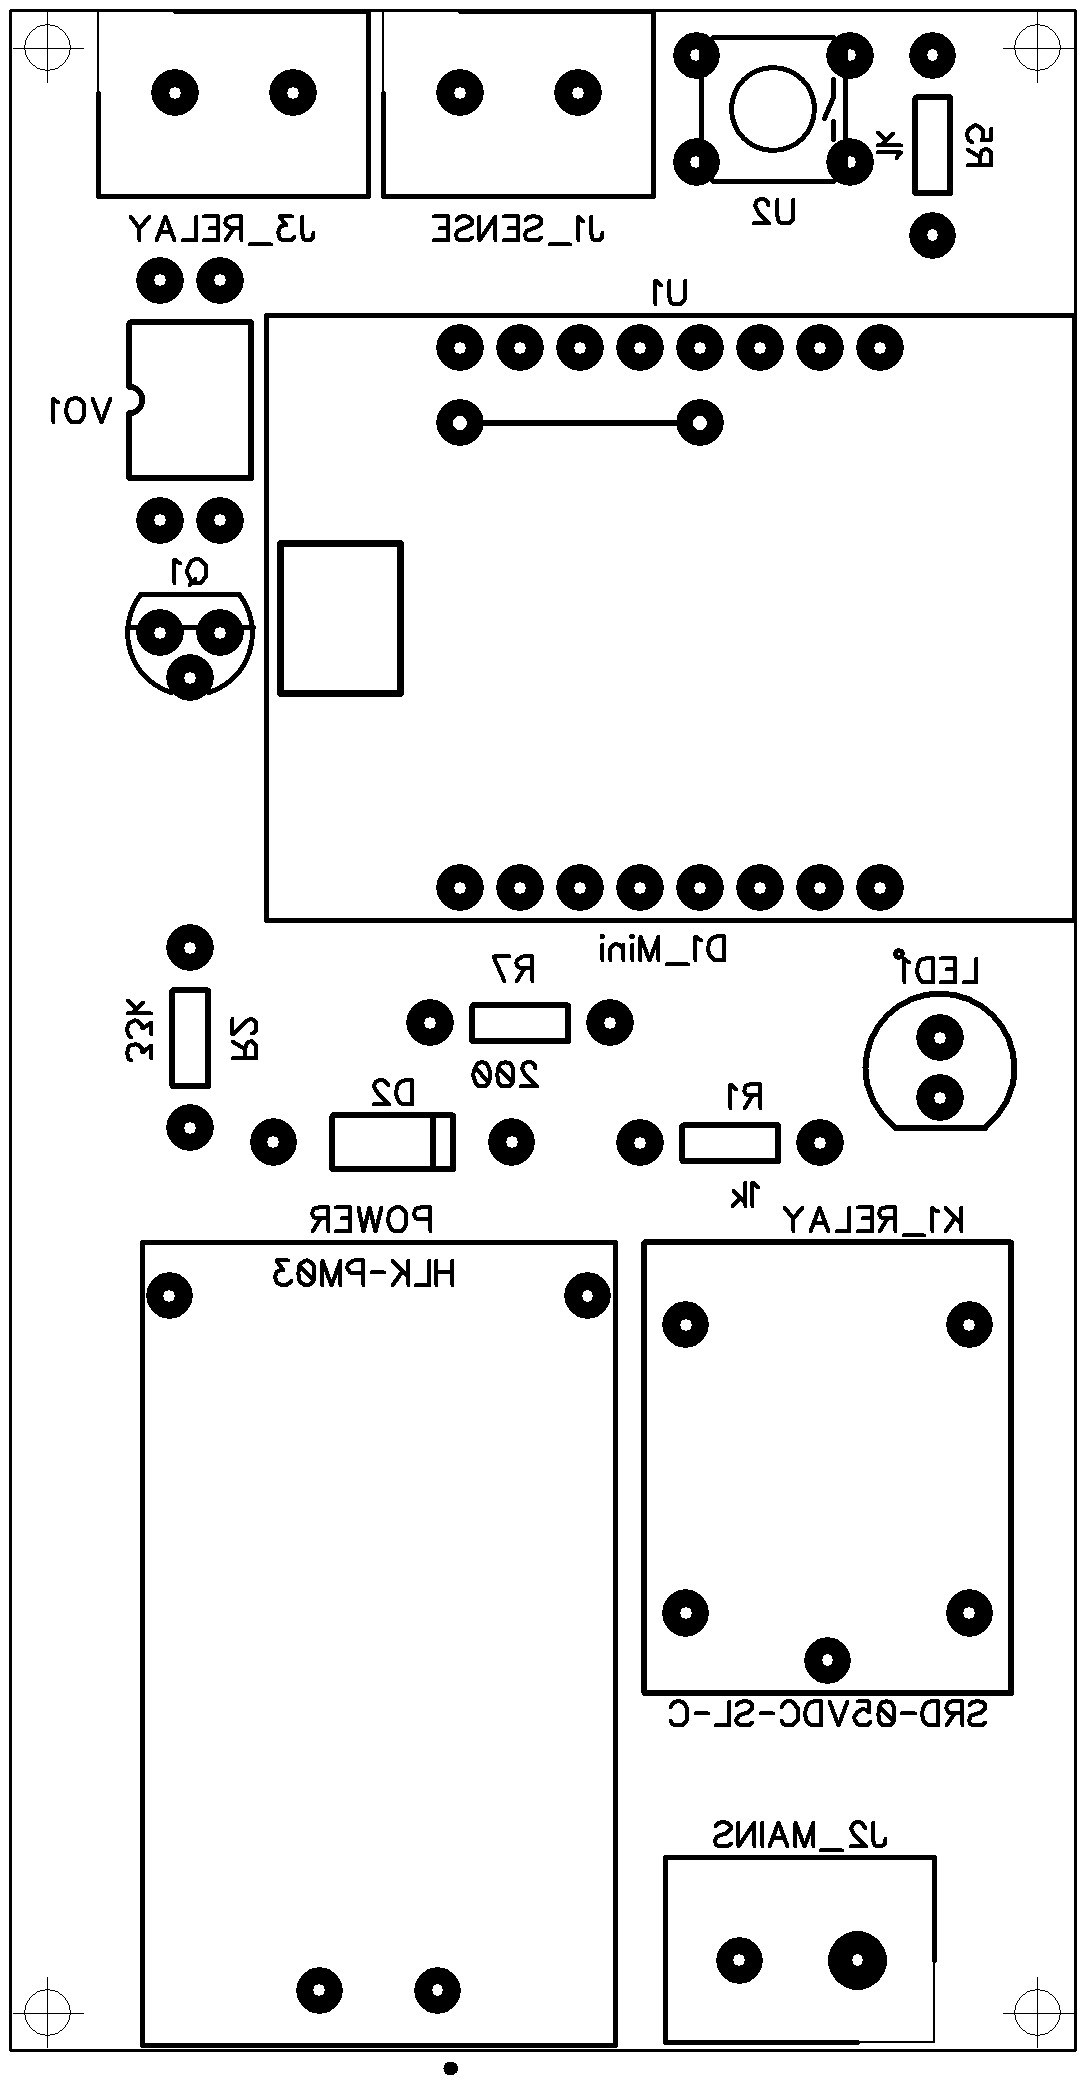 J3_RELAY
J1_SENSE
U2
1k
R5
U1
VO1
Q1
D1_Mini
R7
LED1
33k
R2
200
D2
R1
1k
POWER
K1_RELAY
HLK-PM03
SRD-05VDC-SL-C
J2_MAINS